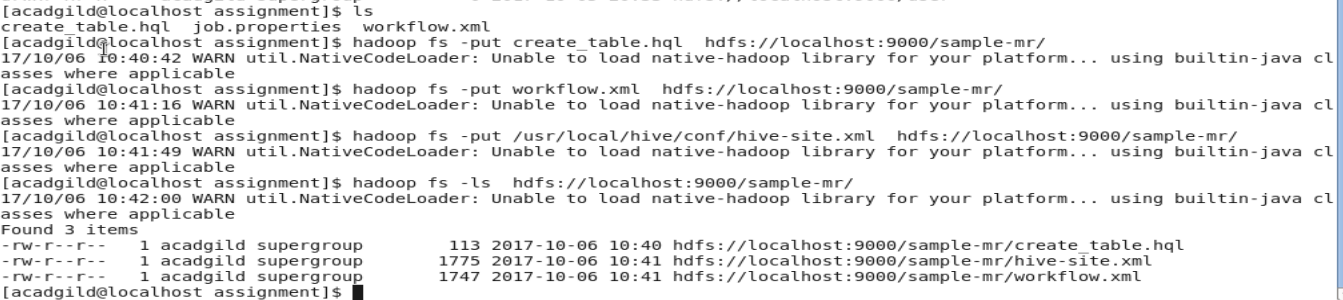 [acadgild@localhost assignment]$ ls
create_table.hql  job.properties  workflow.xml
[acadgild@localhost assignment]$ hadoop fs -put create_table.hql  hdfs://localhost:9000/sample-mr/
17/10/06 10:40:42 WARN util.NativeCodeLoader: Unable to load native-hadoop library for your platform... using builtin-java cl
asses where applicable
[acadgild@localhost assignment]$ hadoop fs -put workflow.xml  hdfs://localhost:9000/sample-mr/
17/10/06 10:41:16 WARN util.NativeCodeLoader: Unable to load native-hadoop library for your platform... using builtin-java cl
asses where applicable
[acadgild@localhost assignment]$ hadoop fs -put /usr/local/hive/conf/hive-site.xml  hdfs://localhost:9000/sample-mr/
17/10/06 10:41:49 WARN util.NativeCodeLoader: Unable to load native-hadoop library for your platform... using builtin-java cl
asses where applicable
[acadgild@localhost assignment]$ hadoop fs -ls  hdfs://localhost:9000/sample-mr/
17/10/06 10:42:00 WARN util.NativeCodeLoader: Unable to load native-hadoop library for your platform... using builtin-java cl
asses where applicable
Found 3 items
-rw-r--r--   1 acadgild supergroup        113 2017-10-06 10:40 hdfs://localhost:9000/sample-mr/create_table.hql
-rw-r--r--   1 acadgild supergroup       1775 2017-10-06 10:41 hdfs://localhost:9000/sample-mr/hive-site.xml
-rw-r--r--   1 acadgild supergroup       1747 2017-10-06 10:41 hdfs://localhost:9000/sample-mr/workflow.xml
[acadgild@localhost assignment]$